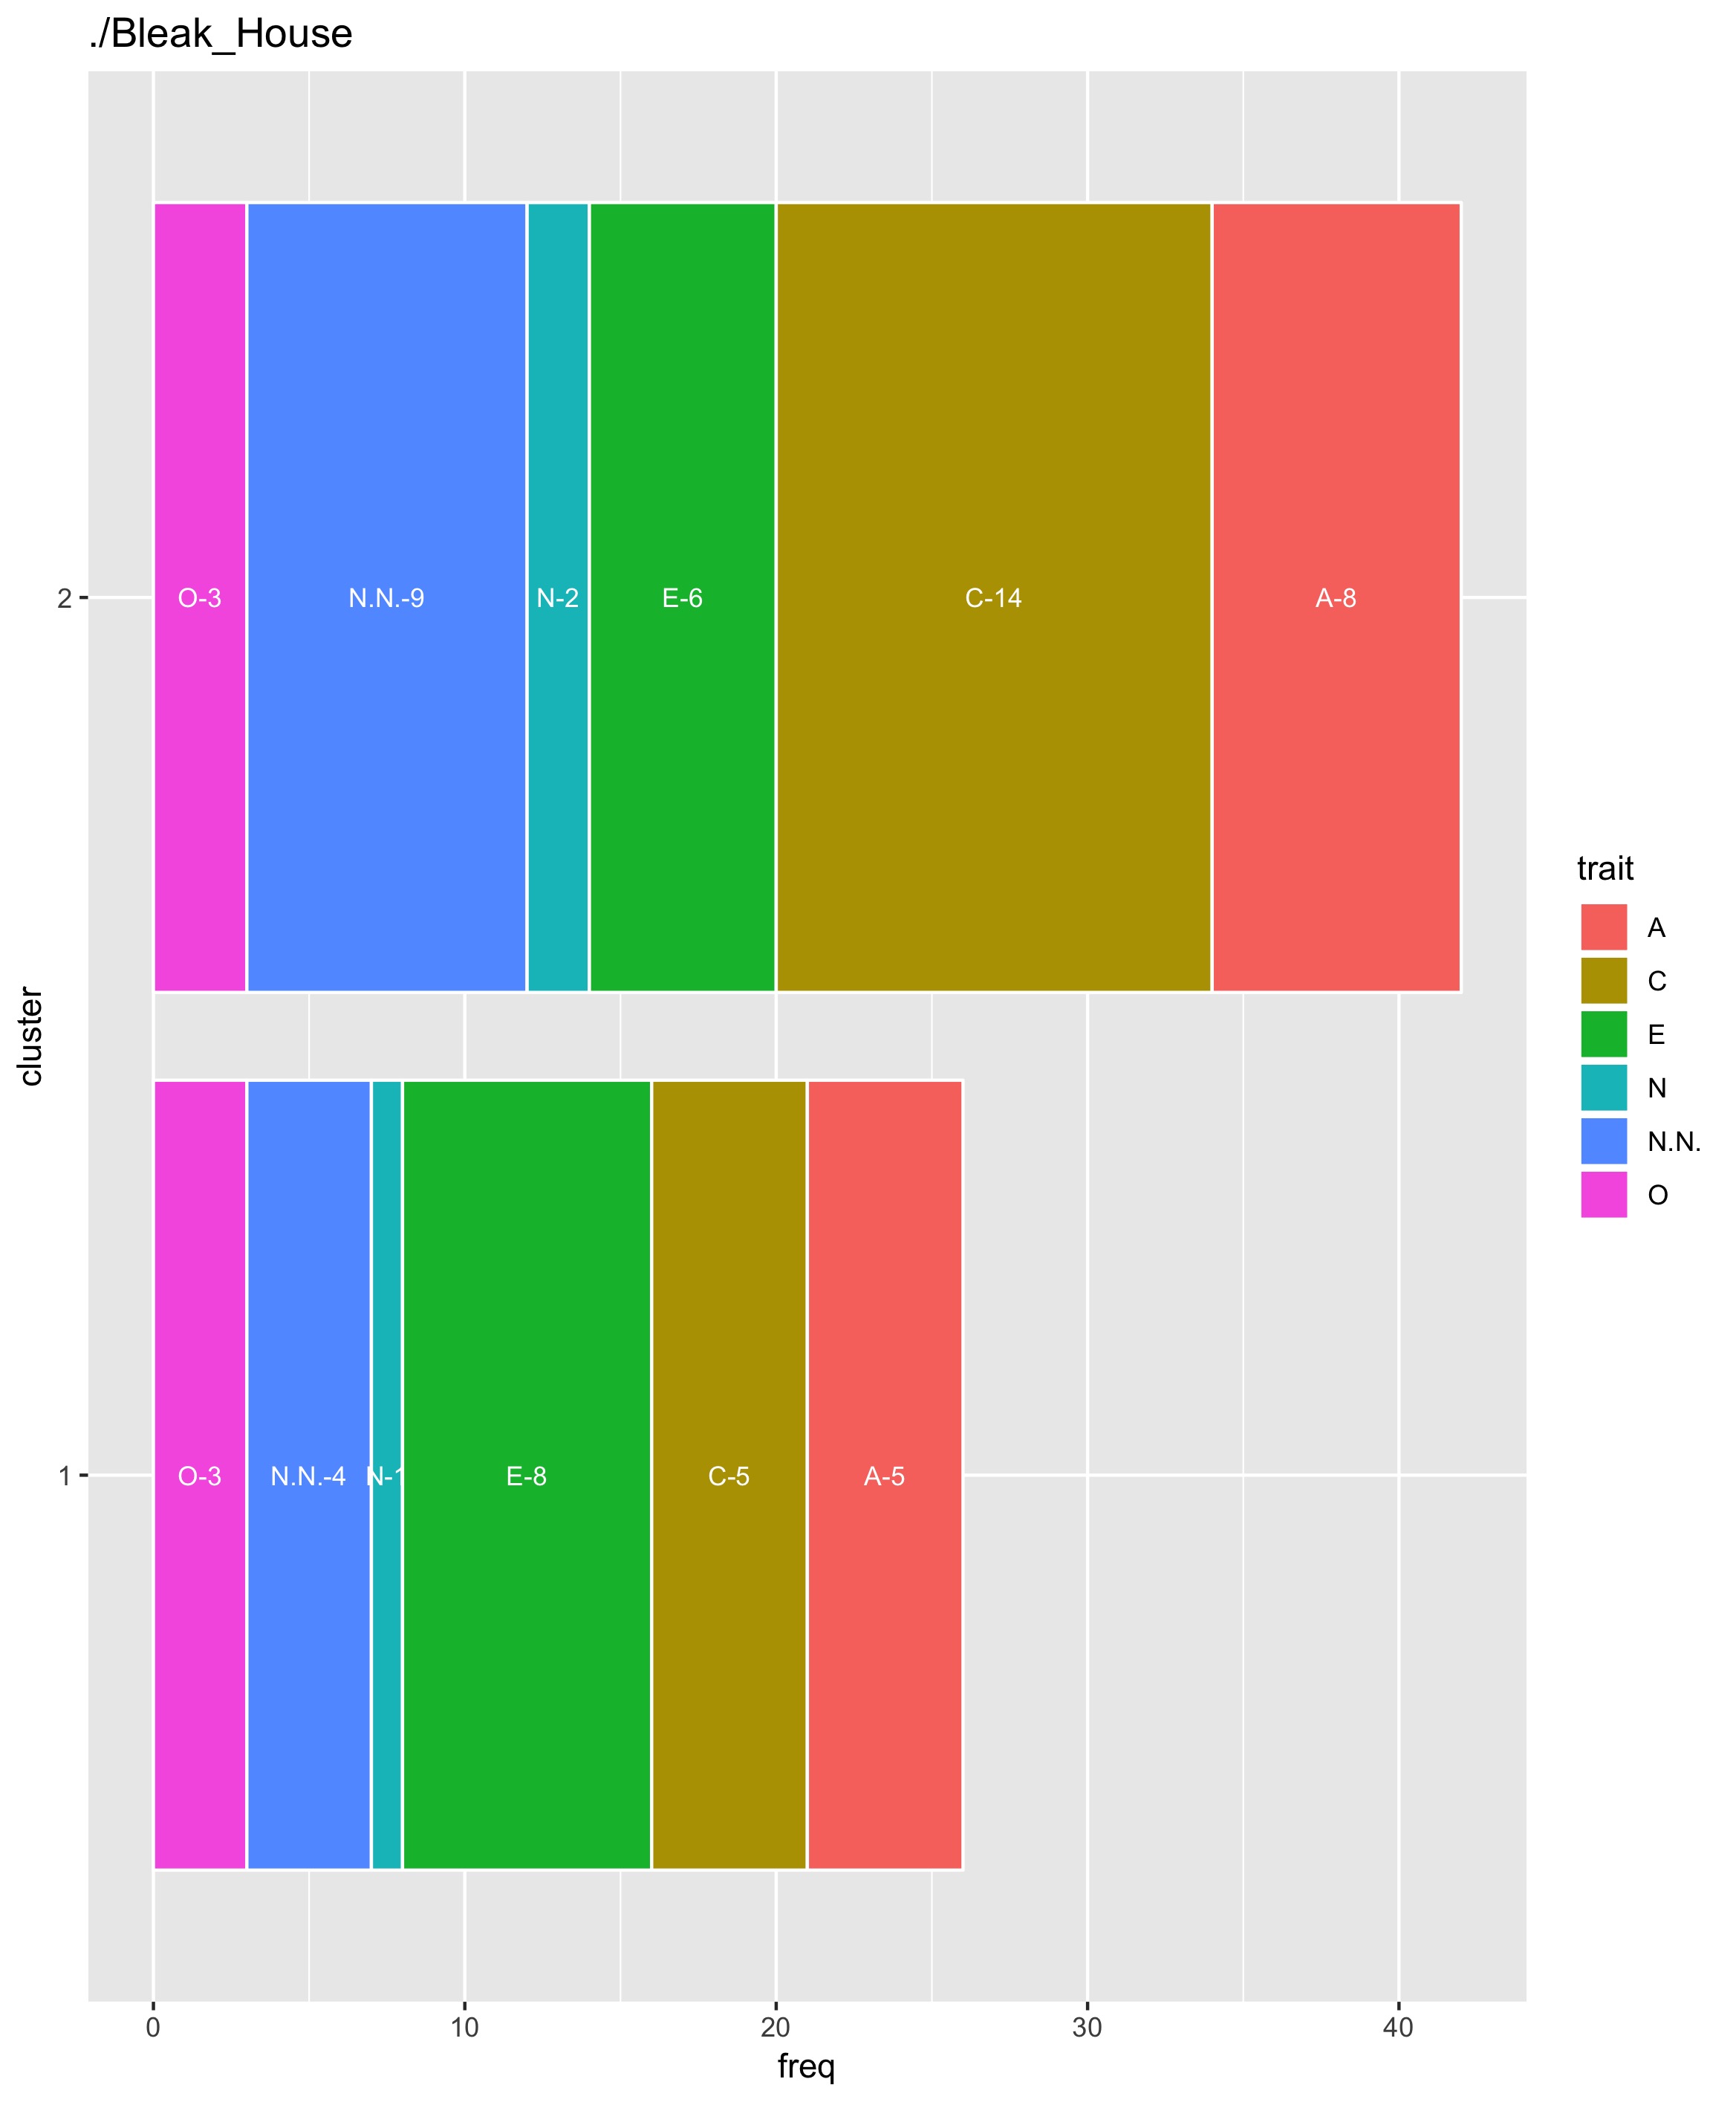 ./Bleak_House
O-3 N.N.-9 N-2 E-6 C-14 A-8
2
cluster
O-3 N.N.-4 N-1 E-8 C-5 A-5
1
0 10 20 30 40
freq
trait
A
C
E
N
N.N.
O